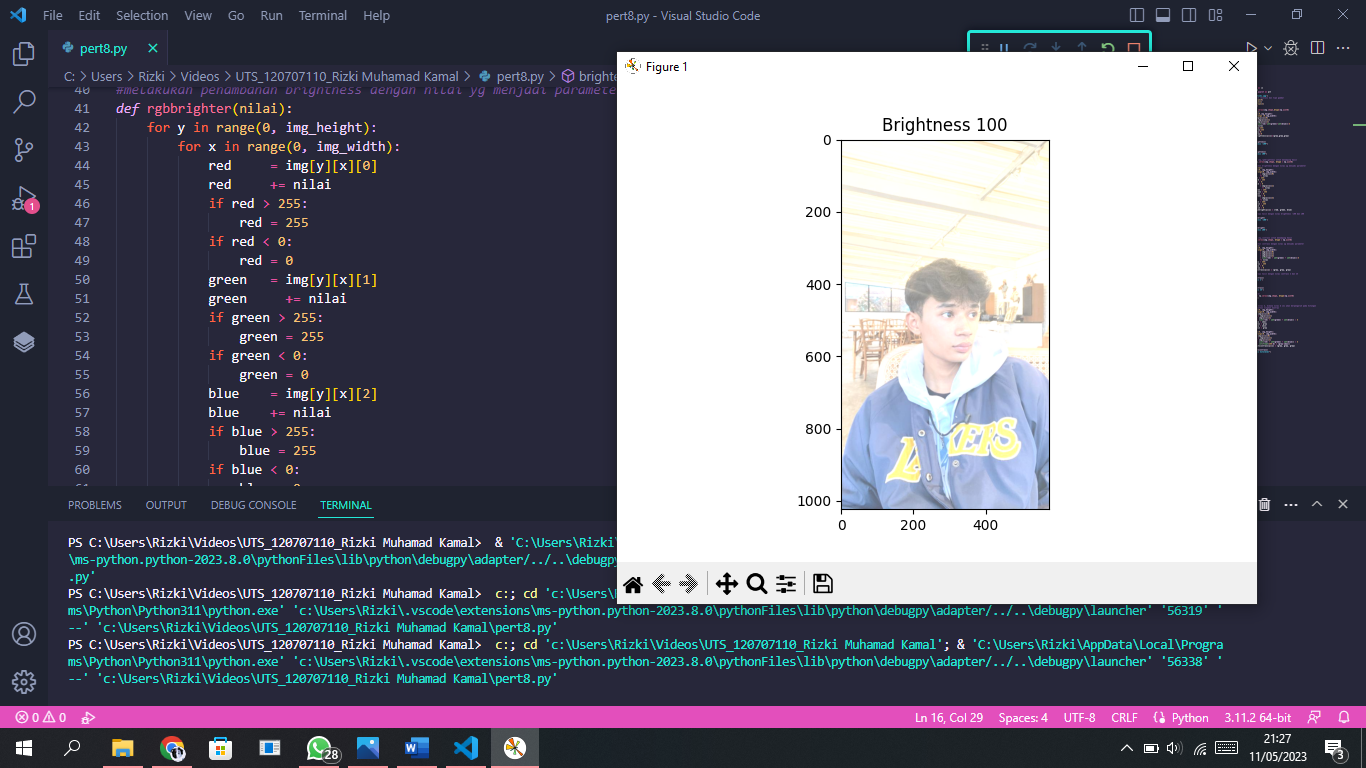 File Edit Selection View Go Run Terminal Help
pert8.py - Visual Studio Code
pert8.py
C: > Users > Rizki > Videos > UTS_120707110_Rizki Muhamad Kamal > pert8.py > brighte
40 #melakukan penambahan brightness dengan nilai yg menjadi paramete
41 def rgbbrighter(nilai):
42 for y in range(0, img_height):
43 for x in range(0, img_width):
44 red = img[y][x][0]
45 red += nilai
46 if red > 255:
47 red = 255
48 if red < 0:
49 red = 0
50 green = img[y][x][1]
51 green += nilai
52 if green > 255:
53 green = 255
54 if green < 0:
55 green = 0
56 blue = img[y][x][2]
57 blue += nilai
58 if blue > 255:
59 blue = 255
60 if blue < 0:
1
Figure 1
Brightness 100
0
200
400
600
800
1000
0 200 400
LAKERS
PROBLEMS OUTPUT DEBUG CONSOLE TERMINAL
PS C:\Users\Rizki\Videos\UTS_120707110_Rizki Muhamad Kamal> & 'C:\Users\Rizki
\ms-python.python-2023.8.0\pythonFiles\lib\python\debugpy\adapter/../..\debugpy
.py'
PS C:\Users\Rizki\Videos\UTS_120707110_Rizki Muhamad Kamal> c:; cd 'c:\Users\
ms\Python\Python311\python.exe' 'c:\Users\Rizki\.vscode\extensions\ms-python.python-2023.8.0\pythonFiles\lib\python\debugpy\adapter/../..\debugpy\launcher' '56319' '
--' 'c:\Users\Rizki\Videos\UTS_120707110_Rizki Muhamad Kamal\pert8.py'
PS C:\Users\Rizki\Videos\UTS_120707110_Rizki Muhamad Kamal> c:; cd 'c:\Users\Rizki\Videos\UTS_120707110_Rizki Muhamad Kamal'; & 'C:\Users\Rizki\AppData\Local\Progra
ms\Python\Python311\python.exe' 'c:\Users\Rizki\.vscode\extensions\ms-python.python-2023.8.0\pythonFiles\lib\python\debugpy\adapter/../..\debugpy\launcher' '56338' '
--' 'c:\Users\Rizki\Videos\UTS_120707110_Rizki Muhamad Kamal\pert8.py'
0 0 Ln 16, Col 29 Spaces: 4 UTF-8 CRLF Python 3.11.2 64-bit
28
21:27
11/05/2023
3